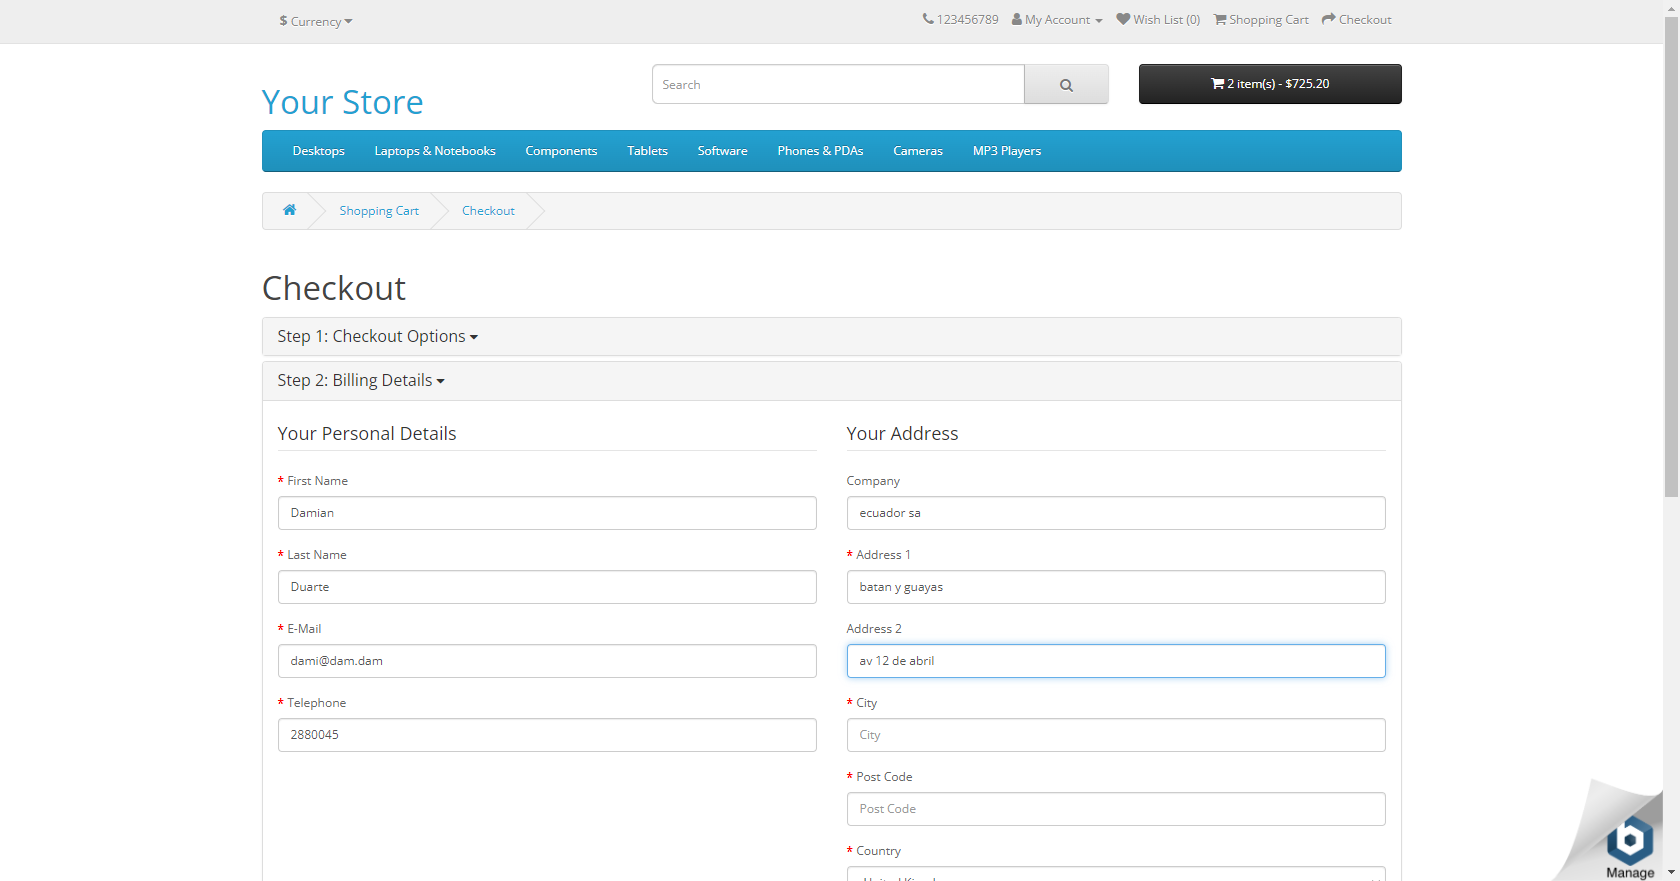 $ Currency
123456789 My Account Wish List (0) Shopping Cart Checkout
Your Store
Search
2 item(s) - $725.20
Desktops Laptops & Notebooks Components Tablets Software Phones & PDAs Cameras MP3 Players
Shopping Cart Checkout
Checkout
Step 1: Checkout Options
Step 2: Billing Details
Your Personal Details
* First Name
Damian
* Last Name
Duarte
* E-Mail
dami@dam.dam
* Telephone
2880045
Your Address
Company
ecuador sa
* Address 1
batan y guayas
Address 2
av 12 de abril
* City
City
* Post Code
Post Code
* Country
Manage